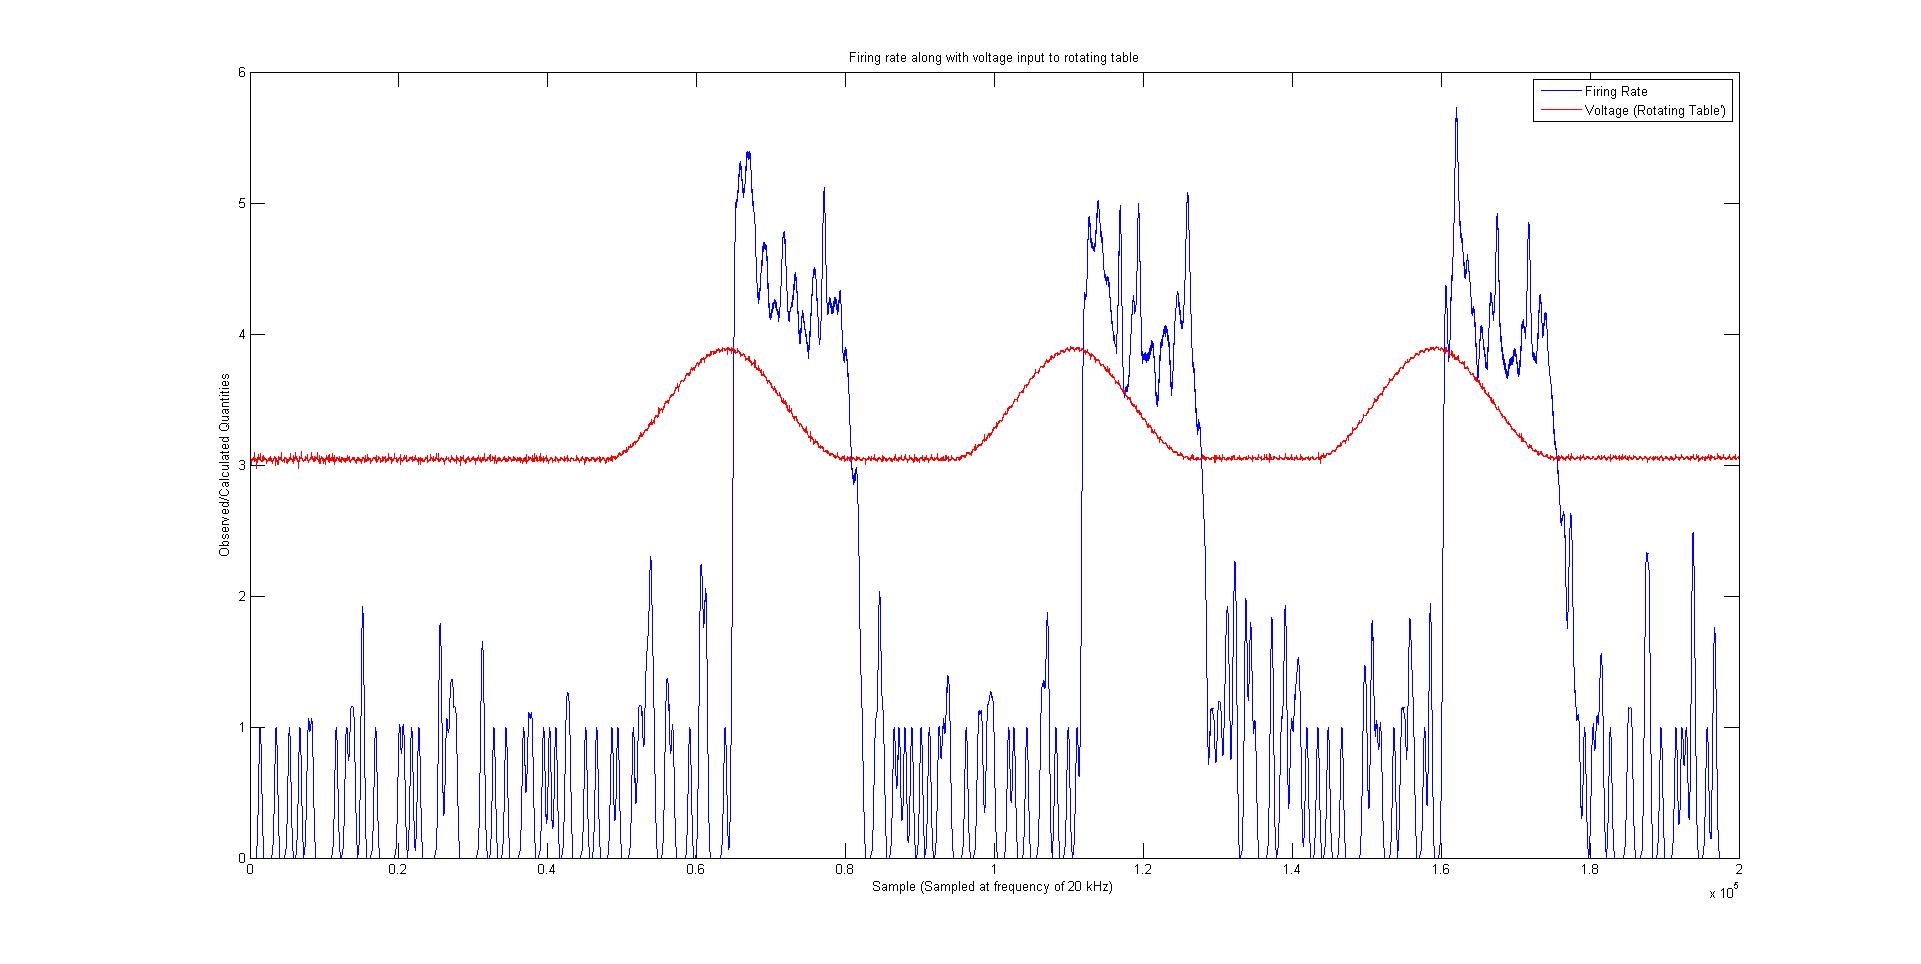 Firing rate along with voltage input to rotating table
6
5
4
3
2
1
0
Observed/Calculated Quantities
Firing Rate
Voltage (Rotating Table')
0 0.2 0.4 0.6 0.8 1 1.2 1.4 1.6 1.8 2
Sample (Sampled at frequency of 20 kHz)
x 10^5